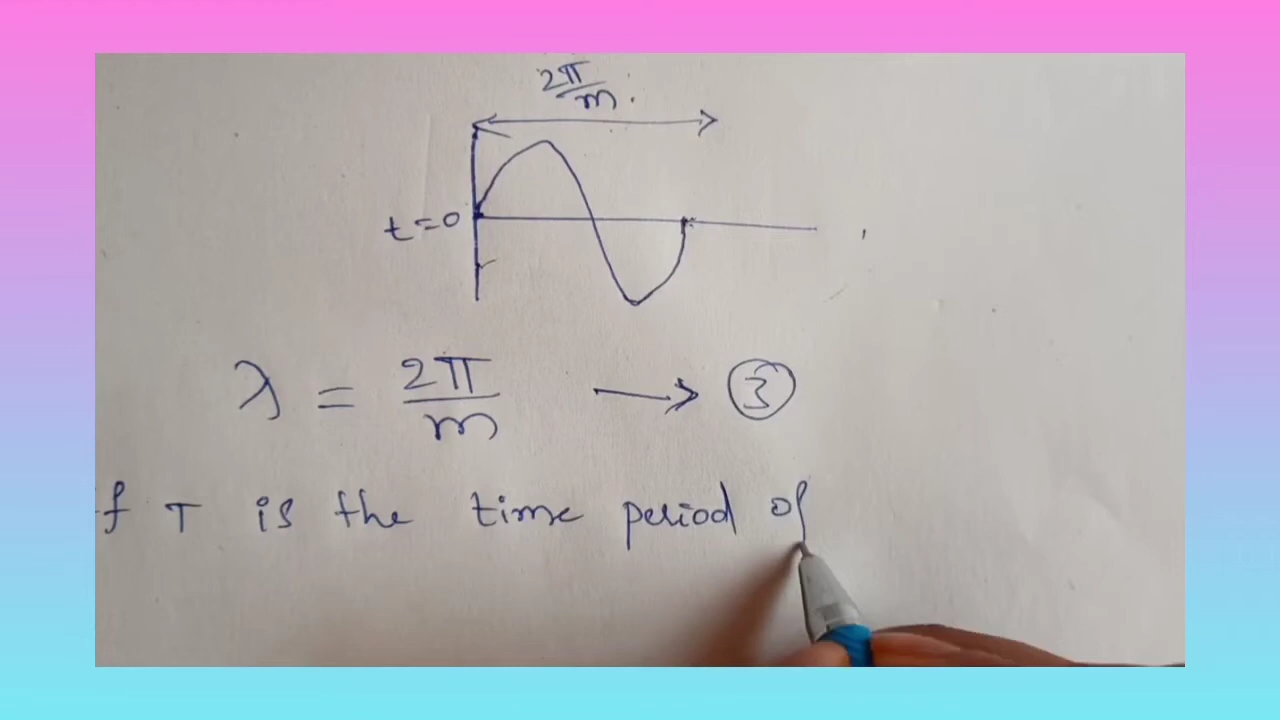 2π/m.
t=0
λ = 2π/m → ③
f T is the time period of